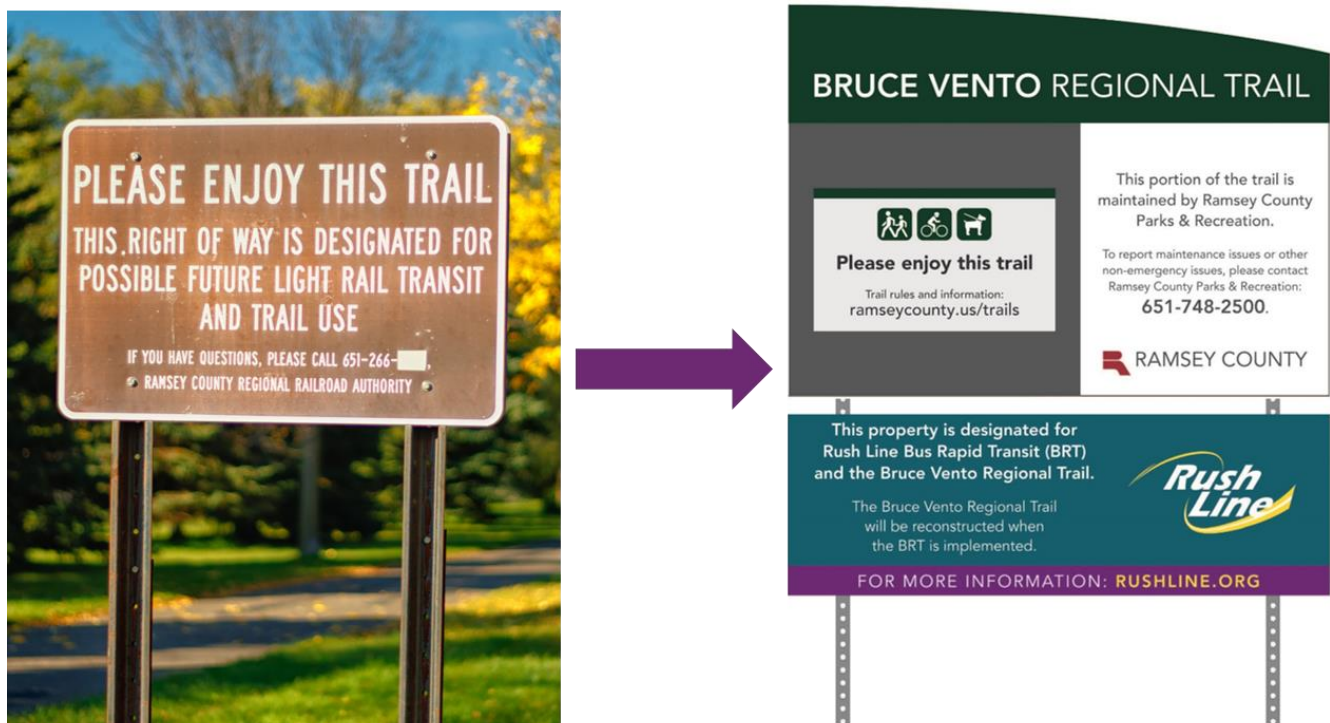 PLEASE ENJOY THIS TRAIL
THIS.RIGHT OF WAY IS DESIGNATED FOR
POSSIBLE FUTURE LIGHT RAIL TRANSIT
AND TRAIL USE
IF YOU HAVE QUESTIONS, PLEASE CALL 651-266-
RAMSEY COUNTY REGIONAL RAILROAD AUTHORITY
BRUCE VENTO REGIONAL TRAIL
Please enjoy this trail
Trail rules and information:
ramseycounty.us/trails
This portion of the trail is
maintained by Ramsey County
Parks & Recreation.
To report maintenance issues or other
non-emergency issues, please contact
Ramsey County Parks & Recreation:
651-748-2500.
RAMSEY COUNTY
This property is designated for
Rush Line Bus Rapid Transit (BRT)
and the Bruce Vento Regional Trail.
The Bruce Vento Regional Trail
will be reconstructed when
the BRT is implemented.
Rush
Line
FOR MORE INFORMATION: RUSHLINE.ORG